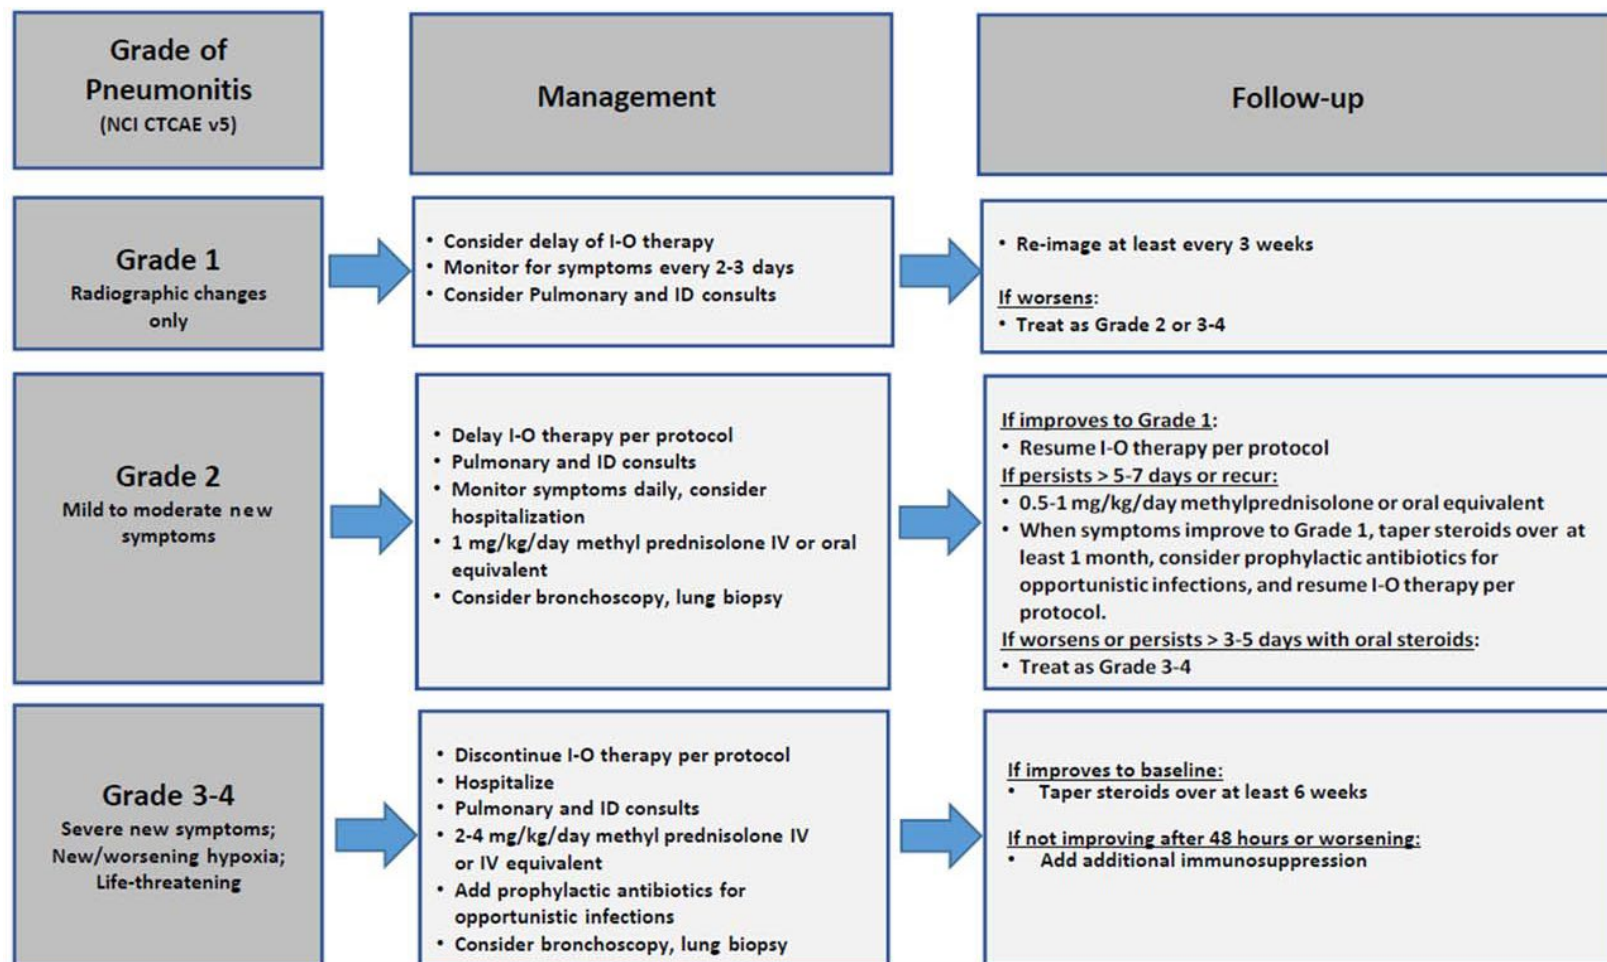 Grade of
Pneumonitis
(NCI CTCAE v5)
Management
Follow-up
Grade 1
Radiographic changes
only
• Consider delay of I-O therapy
• Monitor for symptoms every 2-3 days
• Consider Pulmonary and ID consults
• Re-image at least every 3 weeks
If worsens:
• Treat as Grade 2 or 3-4
Grade 2
Mild to moderate new
symptoms
• Delay I-O therapy per protocol
• Pulmonary and ID consults
• Monitor symptoms daily, consider
hospitalization
• 1 mg/kg/day methyl prednisolone IV or oral
equivalent
• Consider bronchoscopy, lung biopsy
If improves to Grade 1:
• Resume I-O therapy per protocol
If persists > 5-7 days or recur:
• 0.5-1 mg/kg/day methylprednisolone or oral equivalent
• When symptoms improve to Grade 1, taper steroids over at
least 1 month, consider prophylactic antibiotics for
opportunistic infections, and resume I-O therapy per
protocol.
If worsens or persists > 3-5 days with oral steroids:
• Treat as Grade 3-4
Grade 3-4
Severe new symptoms;
New/worsening hypoxia;
Life-threatening
• Discontinue I-O therapy per protocol
• Hospitalize
• Pulmonary and ID consults
• 2-4 mg/kg/day methyl prednisolone IV
or IV equivalent
• Add prophylactic antibiotics for
opportunistic infections
• Consider bronchoscopy, lung biopsy
If improves to baseline:
• Taper steroids over at least 6 weeks
If not improving after 48 hours or worsening:
• Add additional immunosuppression